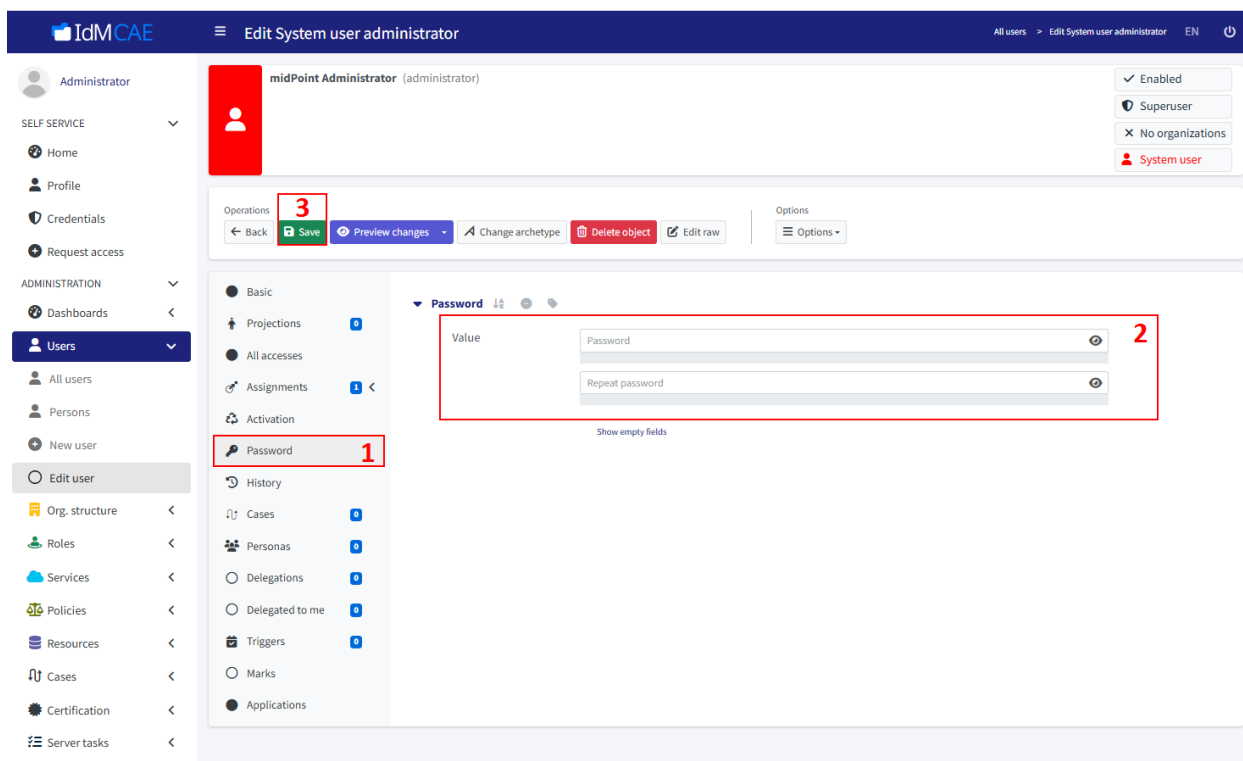 IdMCAE
Edit System user administrator
All users > Edit System user administrator EN
Administrator
SELF SERVICE
Home
Profile
Credentials
Request access
ADMINISTRATION
Dashboards
Users
All users
Persons
New user
Edit user
Org. structure
Roles
Services
Policies
Resources
Cases
Certification
Server tasks
midPoint Administrator (administrator)
Enabled
Superuser
No organizations
System user
Operations
3
Back Save Preview changes Change archetype Delete object Edit raw
Options
Options
Basic
Projections 0
All accesses
Assignments 1
Activation
Password 1
History
Cases 0
Personas 0
Delegations 0
Delegated to me 0
Triggers 0
Marks
Applications
Password
Value
Password
2
Repeat password
Show empty fields